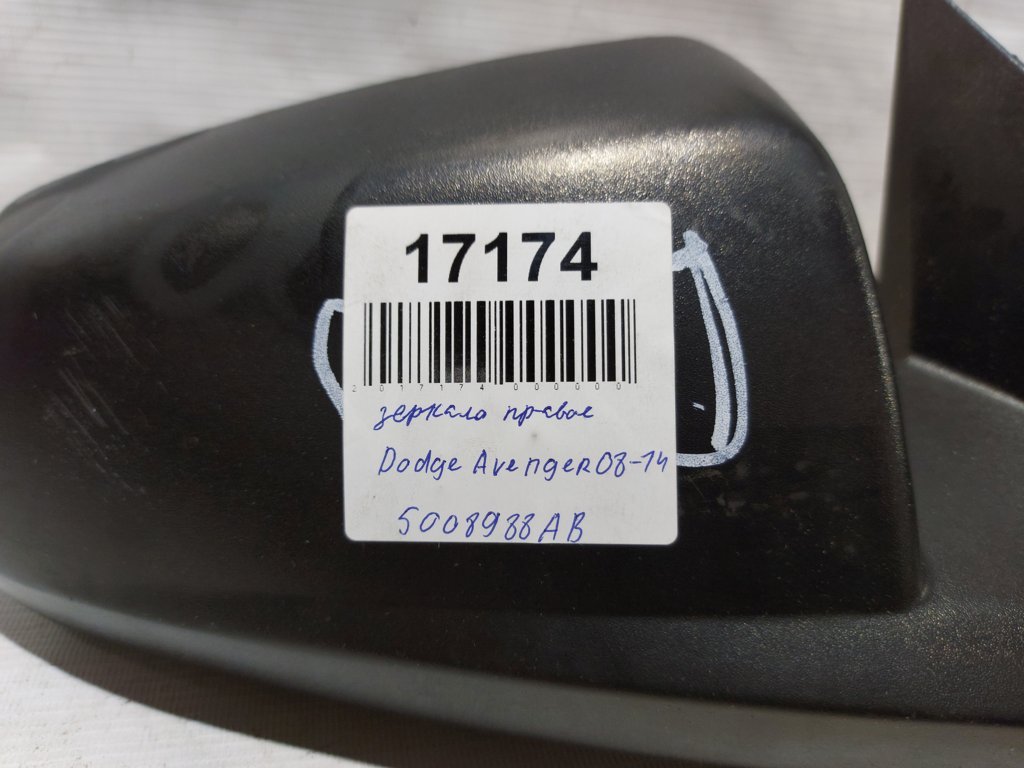 17174
2017174000000
зеркало правое
Dodge Avenger 08-14
5008988AB